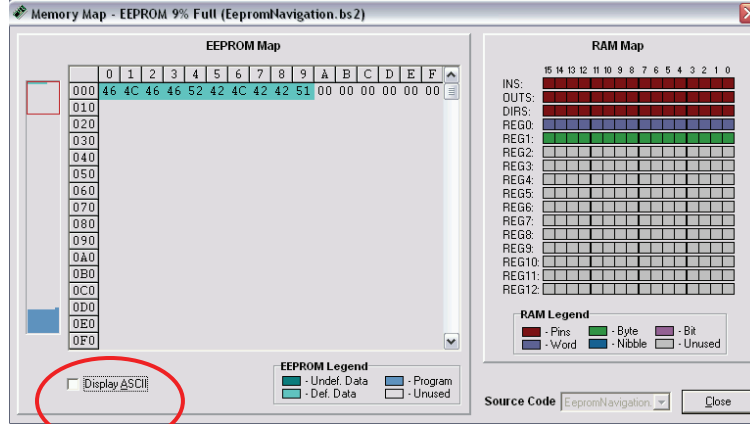 Memory Map - EEPROM 9% Full (EepromNavigation.bs2)
EEPROM Map
0 1 2 3 4 5 6 7 8 9 A B C D E F
000 46 4C 46 46 52 42 4C 42 42 51 00 00 00 00 00 00
010
020
030
040
050
060
070
080
090
0A0
0B0
0C0
0D0
0E0
0F0
Display ASCII
EEPROM Legend
- Undef. Data - Program
- Def. Data - Unused
RAM Map
15 14 13 12 11 10 9 8 7 6 5 4 3 2 1 0
INS:
OUTS:
DIRS:
REG0:
REG1:
REG2:
REG3:
REG4:
REG5:
REG6:
REG7:
REG8:
REG9:
REG10:
REG11:
REG12:
RAM Legend
- Pins - Byte - Bit
- Word - Nibble - Unused
Source Code EepromNavigation. Close